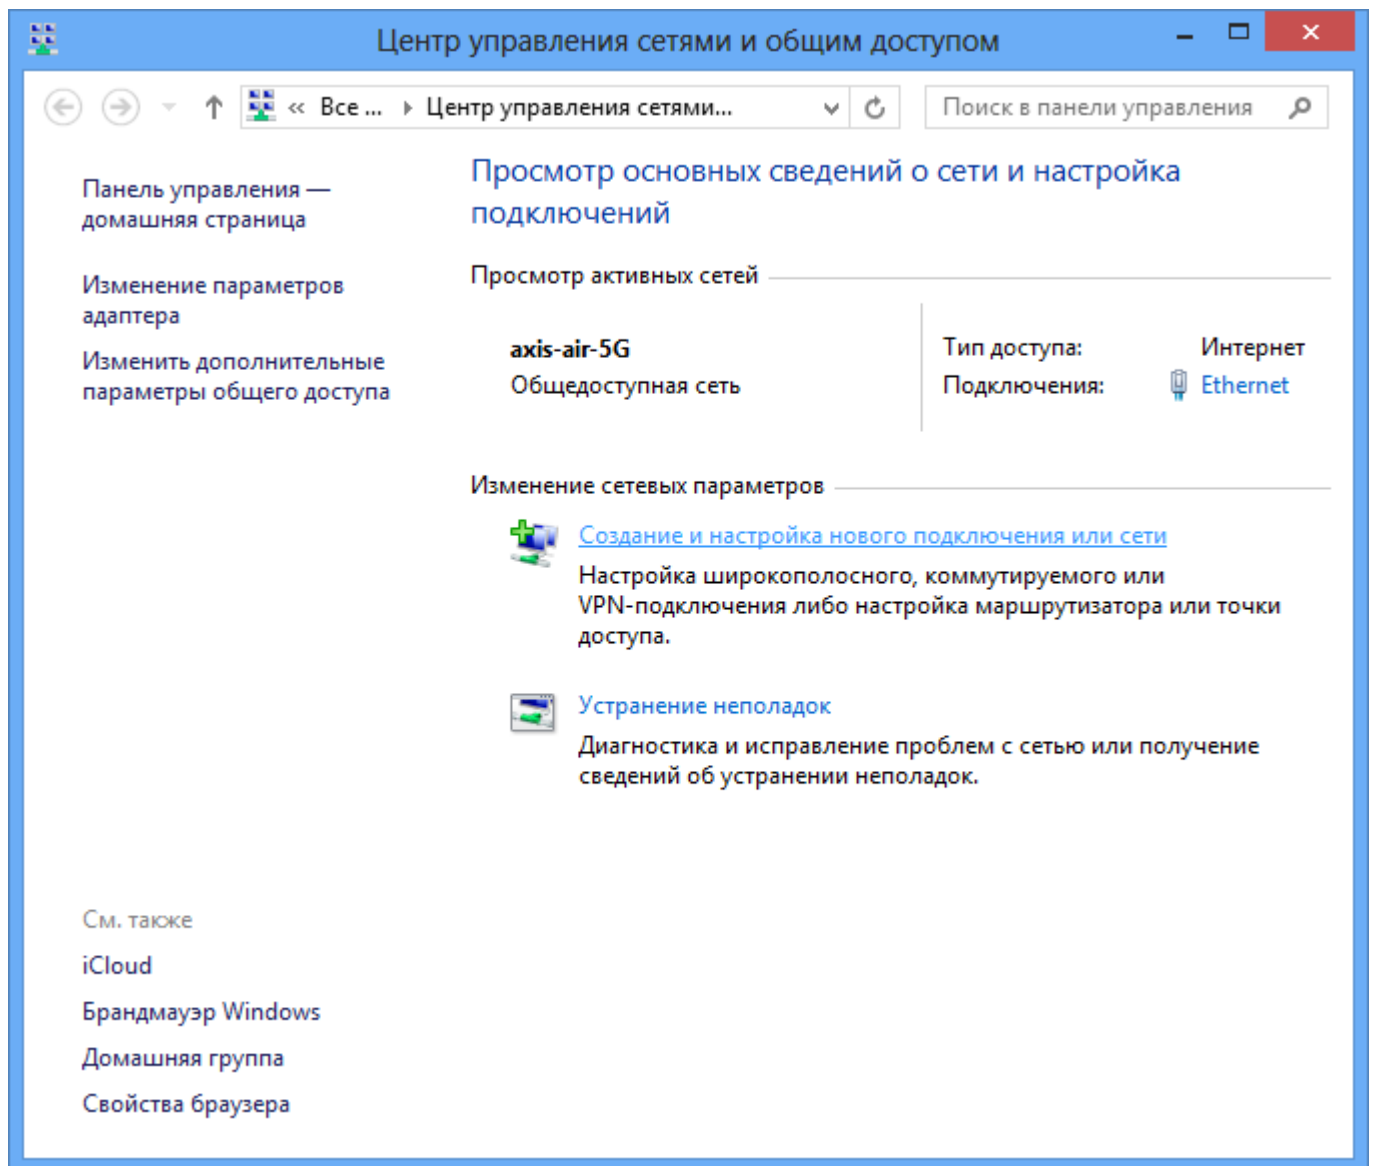 Центр управления сетями и общим доступом
« Все ... Центр управления сетями...
Поиск в панели управления
Панель управления —
домашняя страница
Изменение параметров
адаптера
Изменить дополнительные
параметры общего доступа
Просмотр основных сведений о сети и настройка
подключений
Просмотр активных сетей
axis-air-5G
Общедоступная сеть
Тип доступа: Интернет
Подключения: Ethernet
Изменение сетевых параметров
Создание и настройка нового подключения или сети
Настройка широкополосного, коммутируемого или
VPN-подключения либо настройка маршрутизатора или точки
доступа.
Устранение неполадок
Диагностика и исправление проблем с сетью или получение
сведений об устранении неполадок.
См. также
iCloud
Брандмауэр Windows
Домашняя группа
Свойства браузера